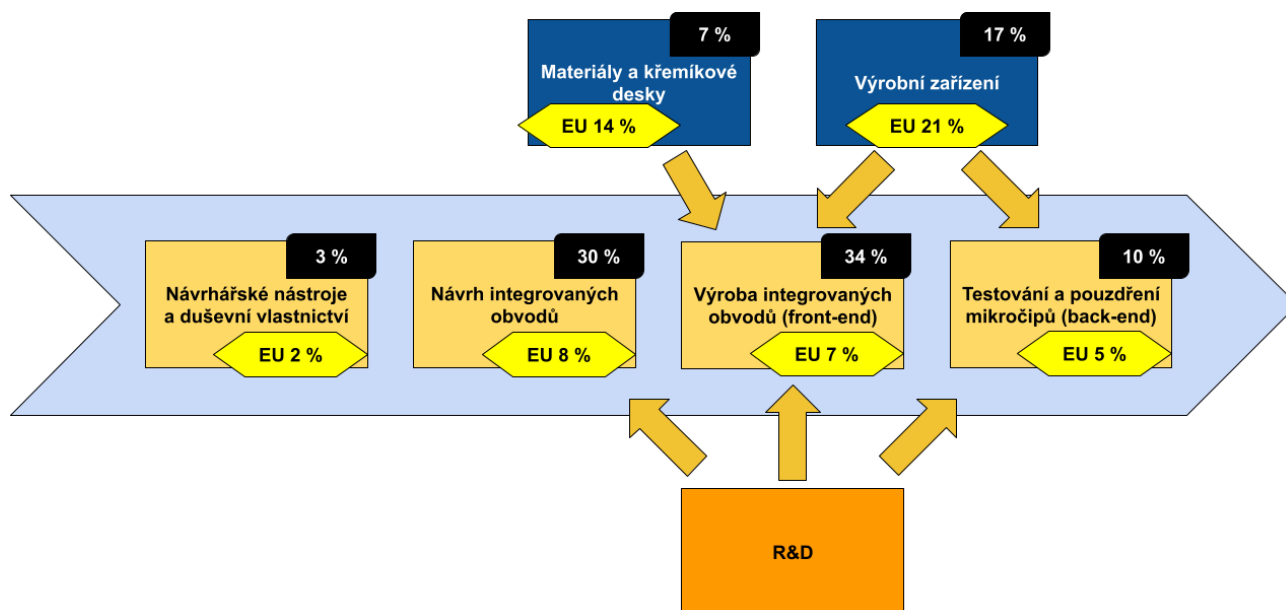 7 %
Materiály a křemíkové
desky
EU 14 %
17 %
Výrobní zařízení
EU 21 %
3 %
Návrhářské nástroje
a duševní vlastnictví
EU 2 %
30 %
Návrh integrovaných
obvodů
EU 8 %
34 %
Výroba integrovaných
obvodů (front-end)
EU 7 %
10 %
Testování a pouzdření
mikročipů (back-end)
EU 5 %
R&D